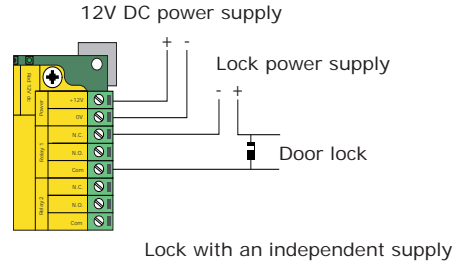 12V DC power supply
+ -
Lock power supply
- +
Power
+12V
0V
Relay 1
N.C.
N.O.
Com
Door lock
Relay 2
N.C.
N.O.
Com
Lock with an independent supply